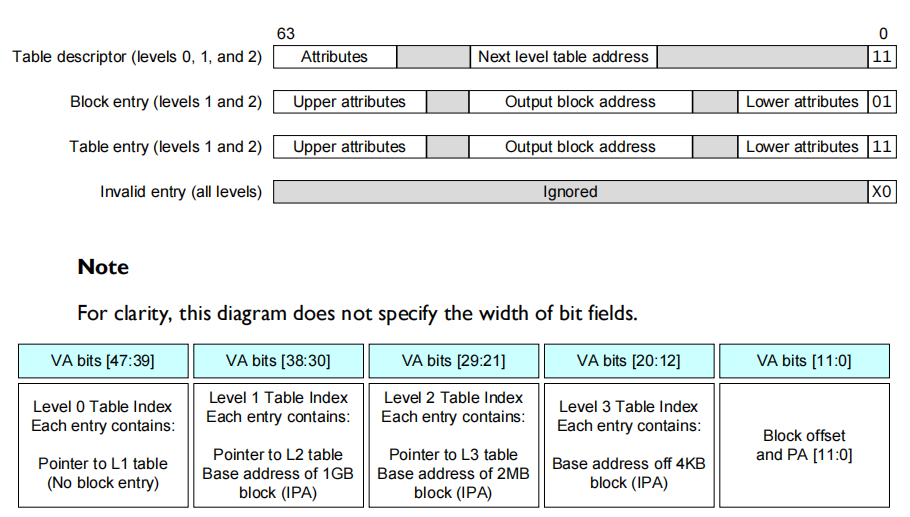 63 0
Table descriptor (levels 0, 1, and 2) Attributes Next level table address 11
Block entry (levels 1 and 2) Upper attributes Output block address Lower attributes 01
Table entry (levels 1 and 2) Upper attributes Output block address Lower attributes 11
Invalid entry (all levels) Ignored X0
Note
For clarity, this diagram does not specify the width of bit fields.
VA bits [47:39] VA bits [38:30] VA bits [29:21] VA bits [20:12] VA bits [11:0]
Level 0 Table Index
Each entry contains:
Pointer to L1 table
(No block entry)
Level 1 Table Index
Each entry contains:
Pointer to L2 table
Base address of 1GB
block (IPA)
Level 2 Table Index
Each entry contains:
Pointer to L3 table
Base address of 2MB
block (IPA)
Level 3 Table Index
Each entry contains:
Base address off 4KB
block (IPA)
Block offset
and PA [11:0]